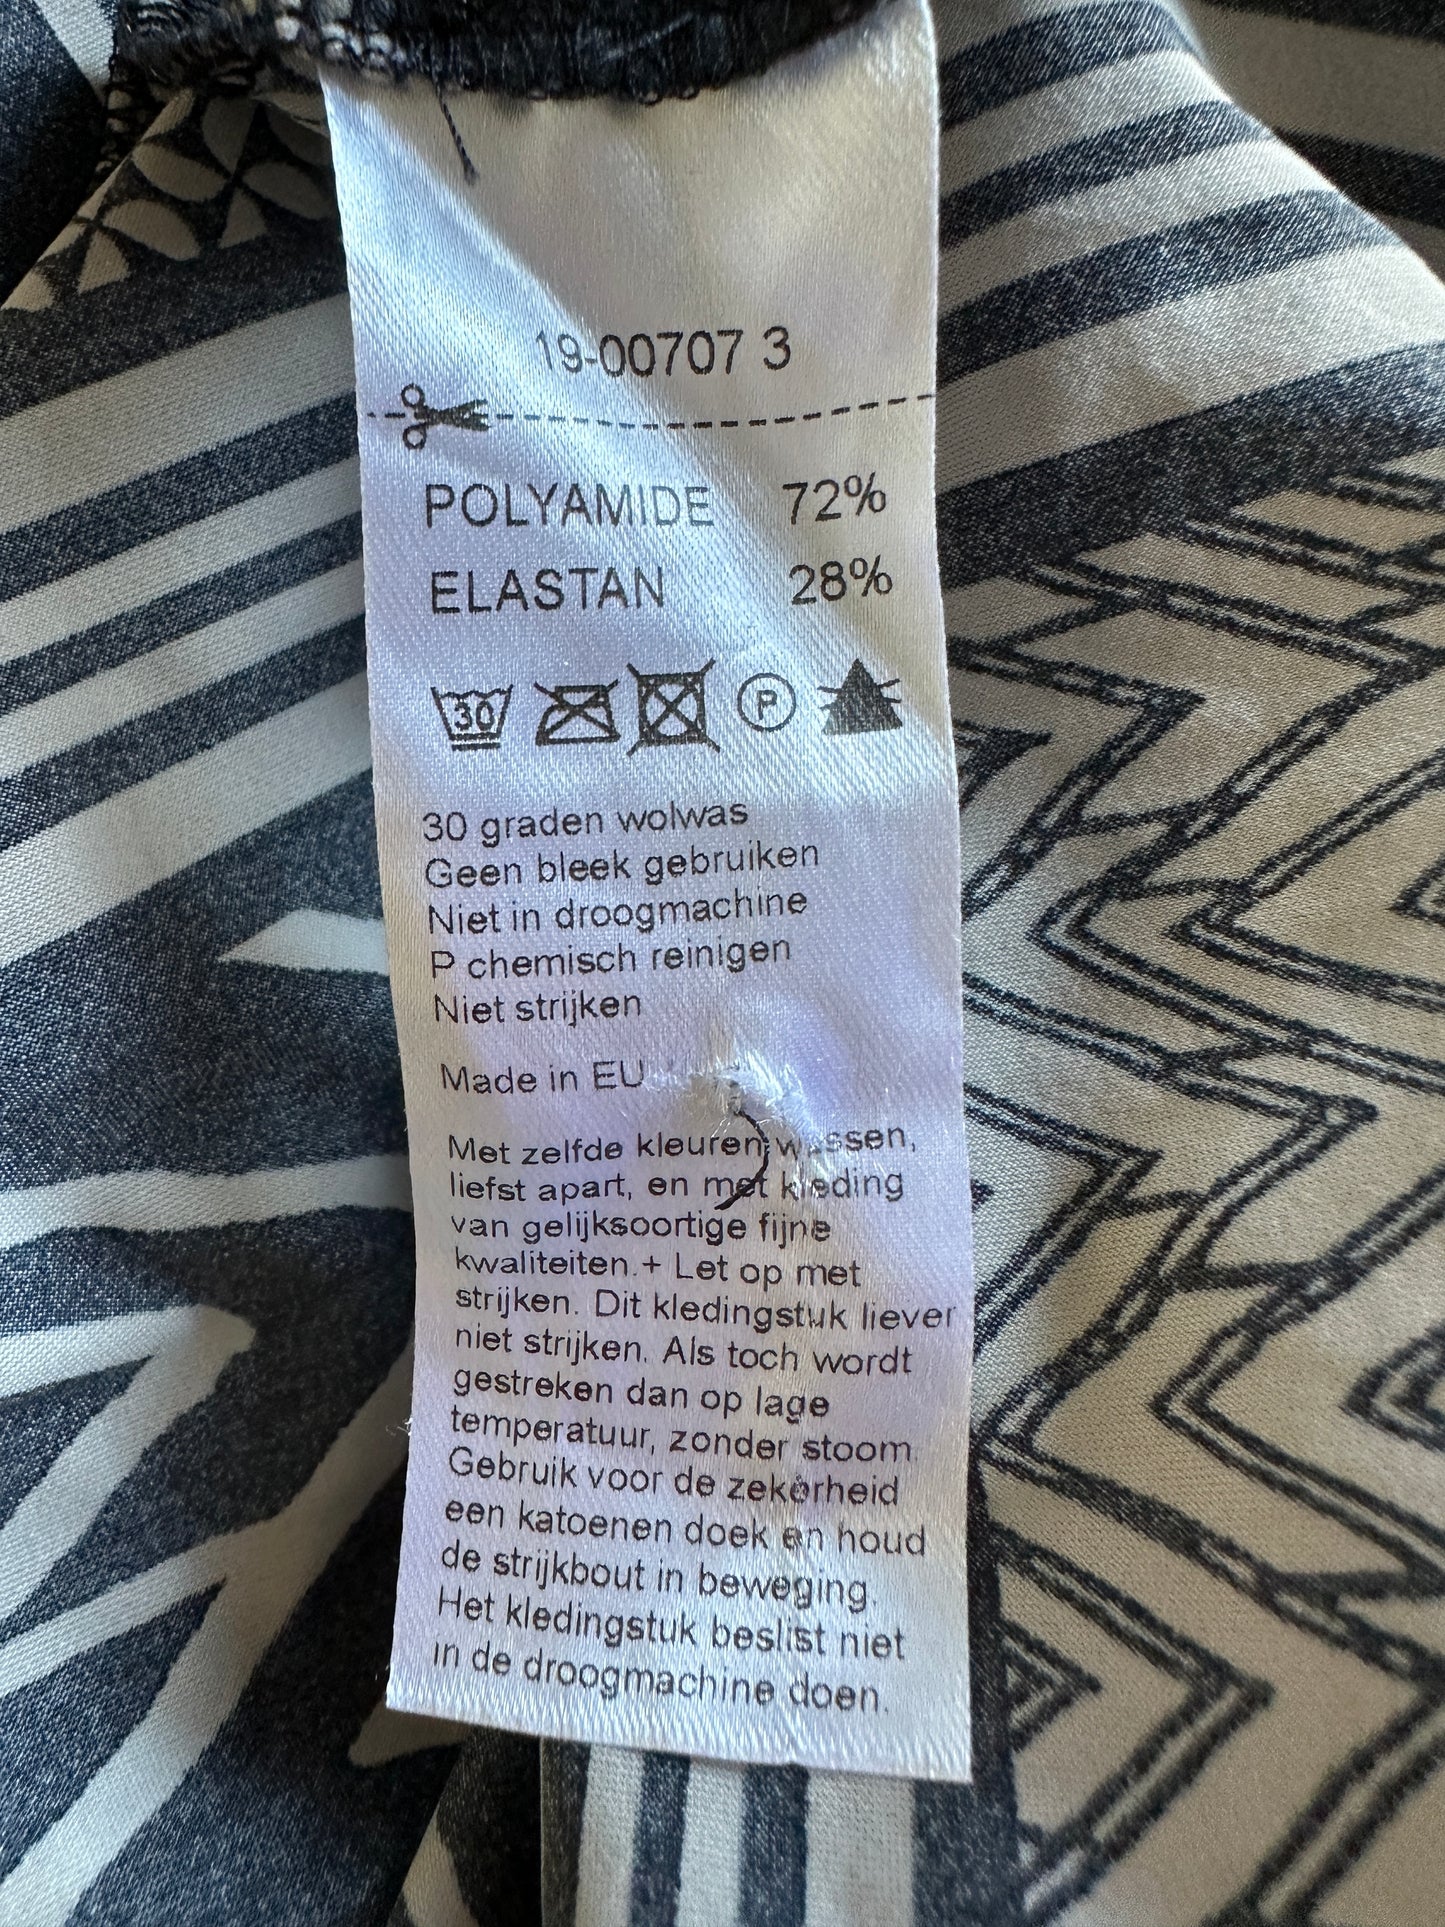 19-00707 3
POLYAMIDE 72%
ELASTAN 28%
30 P
30 graden wolwas
Geen bleek gebruiken
Niet in droogmachine
P chemisch reinigen
Niet strijken
Made in EU
Met zelfde kleuren wassen,
liefst apart, en met kleding
van gelijksoortige fijne
kwaliteiten.+ Let op met
strijken. Dit kledingstuk liever
niet strijken. Als toch wordt
gestreken dan op lage
temperatuur, zonder stoom
Gebruik voor de zekerheid
een katoenen doek en houd
de strijkbout in beweging.
Het kledingstuk beslist niet
in de droogmachine doen.